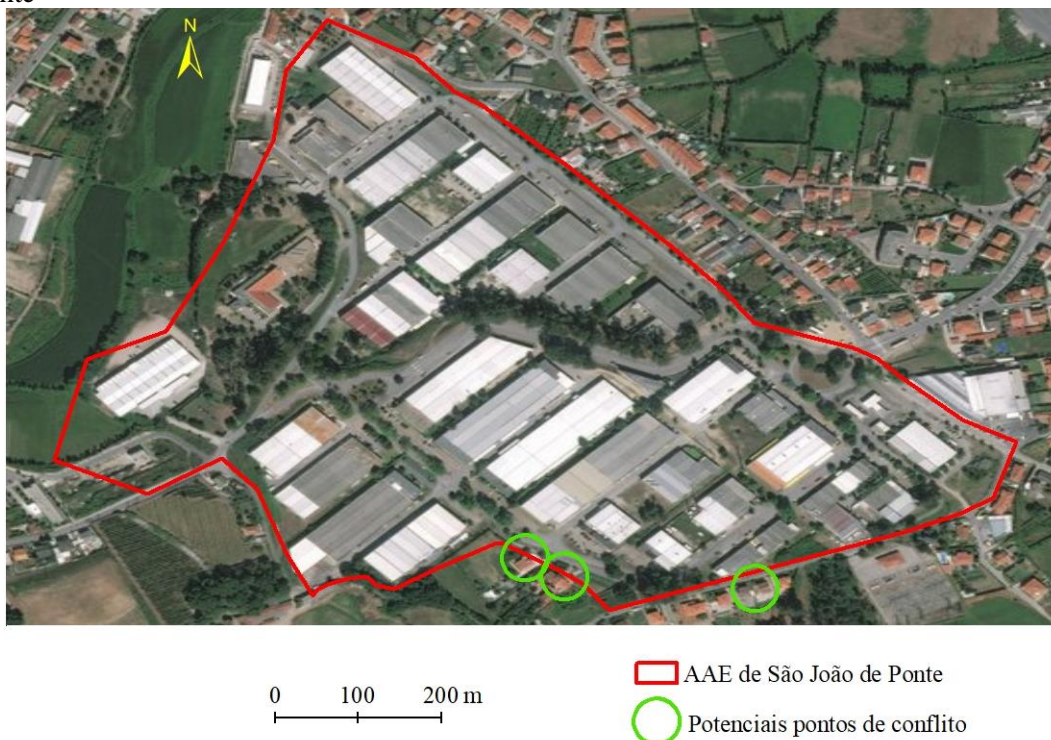 N
0 100 200 m
AAE de São João de Ponte
Potenciais pontos de conflito